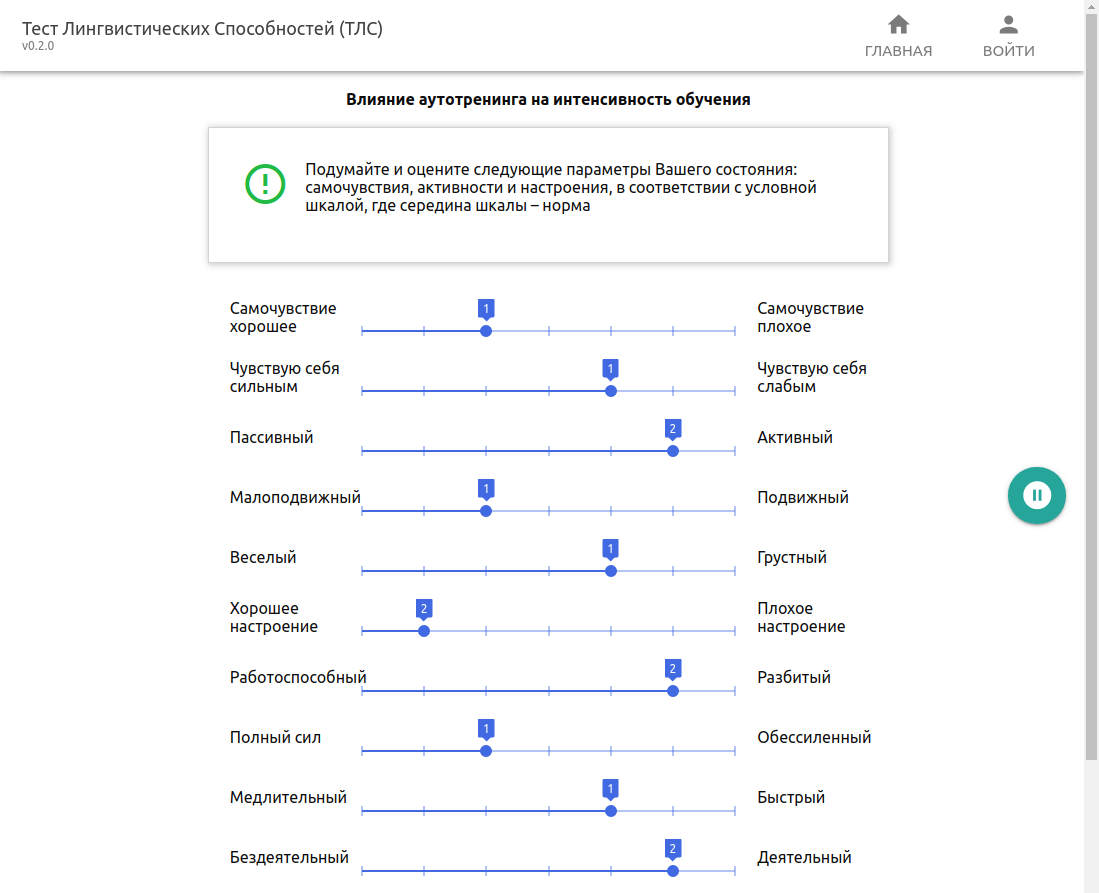 Тест Лингвистических Способностей (ТЛС)
v0.2.0
ГЛАВНАЯ
ВОЙТИ
Влияние аутотренинга на интенсивность обучения
Подумайте и оцените следующие параметры Вашего состояния:
самочувствия, активности и настроения, в соответствии с условной
шкалой, где середина шкалы – норма
Самочувствие
хорошее
1
Самочувствие
плохое
Чувствую себя
сильным
1
Чувствую себя
слабым
Пассивный
2
Активный
Малоподвижный
1
Подвижный
Веселый
1
Грустный
Хорошее
настроение
2
Плохое
настроение
Работоспособный
2
Разбитый
Полный сил
1
Обессиленный
Медлительный
1
Быстрый
Бездеятельный
2
Деятельный